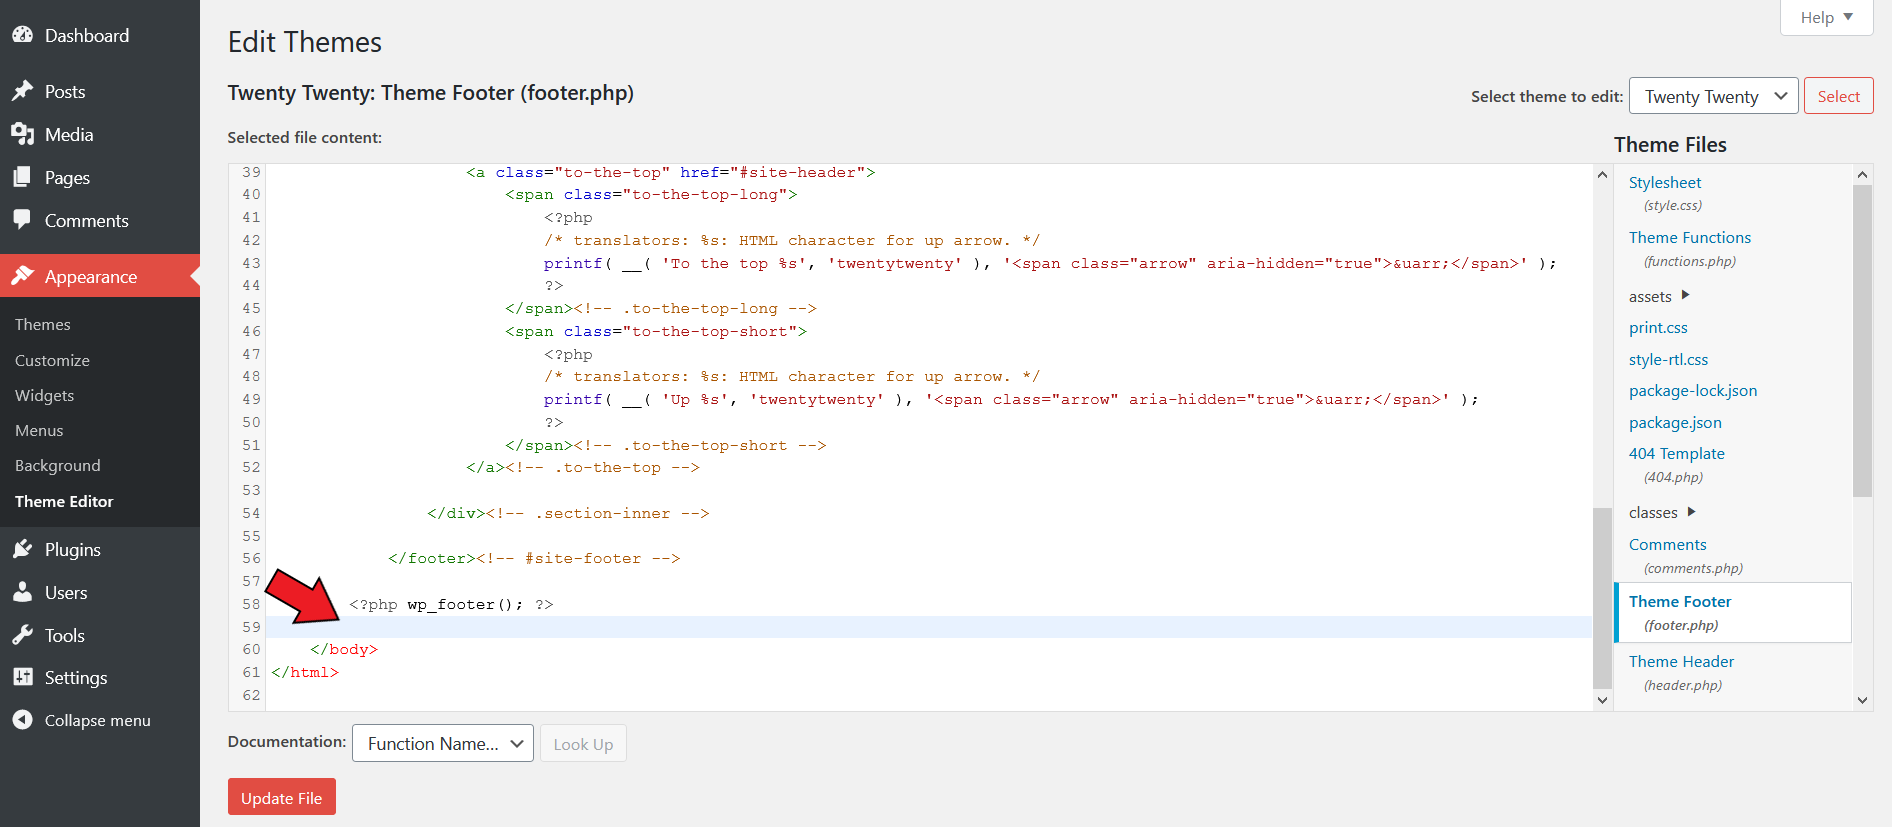 Dashboard
Posts
Media
Pages
Comments
Appearance
Themes
Customize
Widgets
Menus
Background
Theme Editor
Plugins
Users
Tools
Settings
Collapse menu
Help
Edit Themes
Twenty Twenty: Theme Footer (footer.php)
Select theme to edit: Twenty Twenty Select
Selected file content:
39 <a class="to-the-top" href="#site-header">
40 <span class="to-the-top-long">
41 <?php
42 /* translators: %s: HTML character for up arrow. */
43 printf( __( 'To the top %s', 'twentytwenty' ), '<span class="arrow" aria-hidden="true">&uarr;</span>' );
44 ?>
45 </span><!-- .to-the-top-long -->
46 <span class="to-the-top-short">
47 <?php
48 /* translators: %s: HTML character for up arrow. */
49 printf( __( 'Up %s', 'twentytwenty' ), '<span class="arrow" aria-hidden="true">&uarr;</span>' );
50 ?>
51 </span><!-- .to-the-top-short -->
52 </a><!-- .to-the-top -->
53
54 </div><!-- .section-inner -->
55
56 </footer><!-- #site-footer -->
57
58 <?php wp_footer(); ?>
59
60 </body>
61 </html>
62
Theme Files
Stylesheet
(style.css)
Theme Functions
(functions.php)
assets
print.css
style-rtl.css
package-lock.json
package.json
404 Template
(404.php)
classes
Comments
(comments.php)
Theme Footer
(footer.php)
Theme Header
(header.php)
Documentation: Function Name... Look Up
Update File